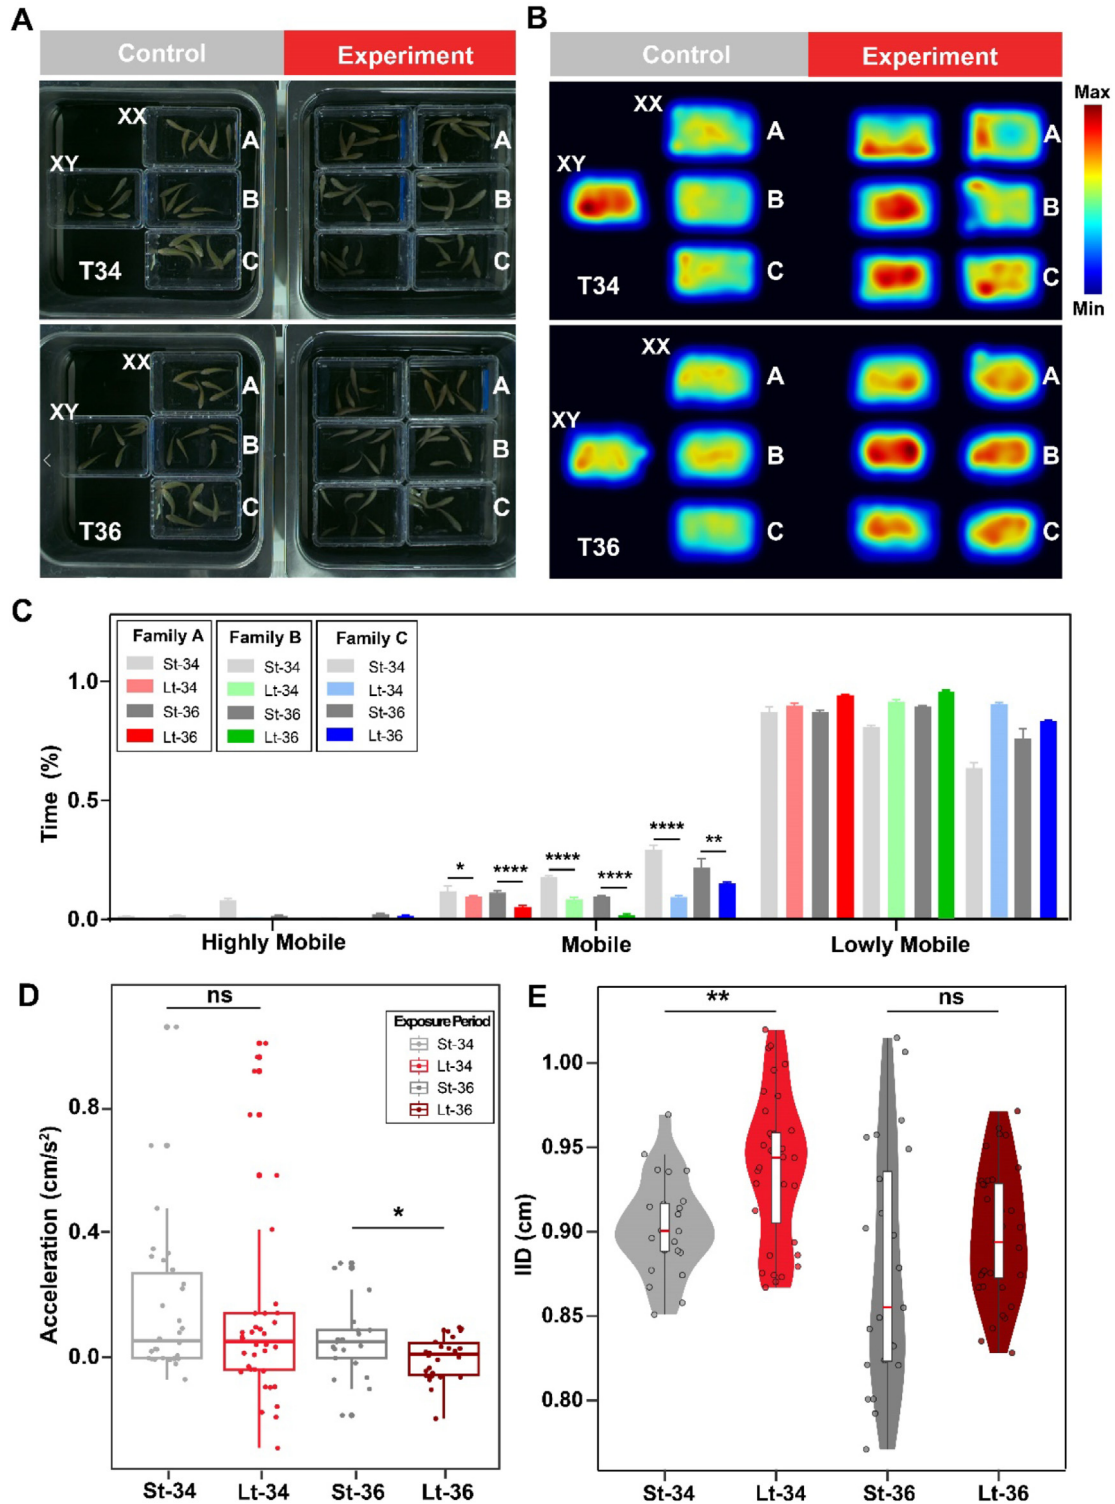 A
Control
Experiment
XX
XY
A
B
C
T34
XX
XY
A
B
C
T36
B
Control
Experiment
XX
XY
A
B
C
T34
Max
Min
XX
XY
A
B
C
T36
C
Time (%)
1.0
0.5
0.0
Family A
St-34
Lt-34
St-36
Lt-36
Family B
St-34
Lt-34
St-36
Lt-36
Family C
St-34
Lt-34
St-36
Lt-36
*
****
****
****
****
**
Highly Mobile
Mobile
Lowly Mobile
D
Acceleration (cm/s²)
0.8
0.4
0.0
ns
*
Exposure Period
St-34
Lt-34
St-36
Lt-36
St-34
Lt-34
St-36
Lt-36
E
IID (cm)
1.00
0.95
0.90
0.85
0.80
**
ns
St-34
Lt-34
St-36
Lt-36